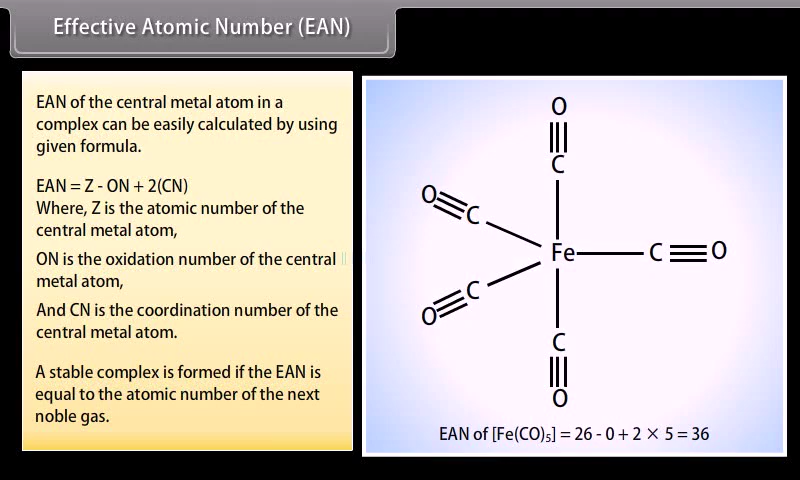 Effective Atomic Number (EAN)
EAN of the central metal atom in a
complex can be easily calculated by using
given formula.
EAN = Z - ON + 2(CN)
Where, Z is the atomic number of the
central metal atom,
ON is the oxidation number of the central
metal atom,
And CN is the coordination number of the
central metal atom.
A stable complex is formed if the EAN is
equal to the atomic number of the next
noble gas.
O
C
O C
Fe C O
O C
C
O
EAN of [Fe(CO)₅] = 26 - 0 + 2 × 5 = 36